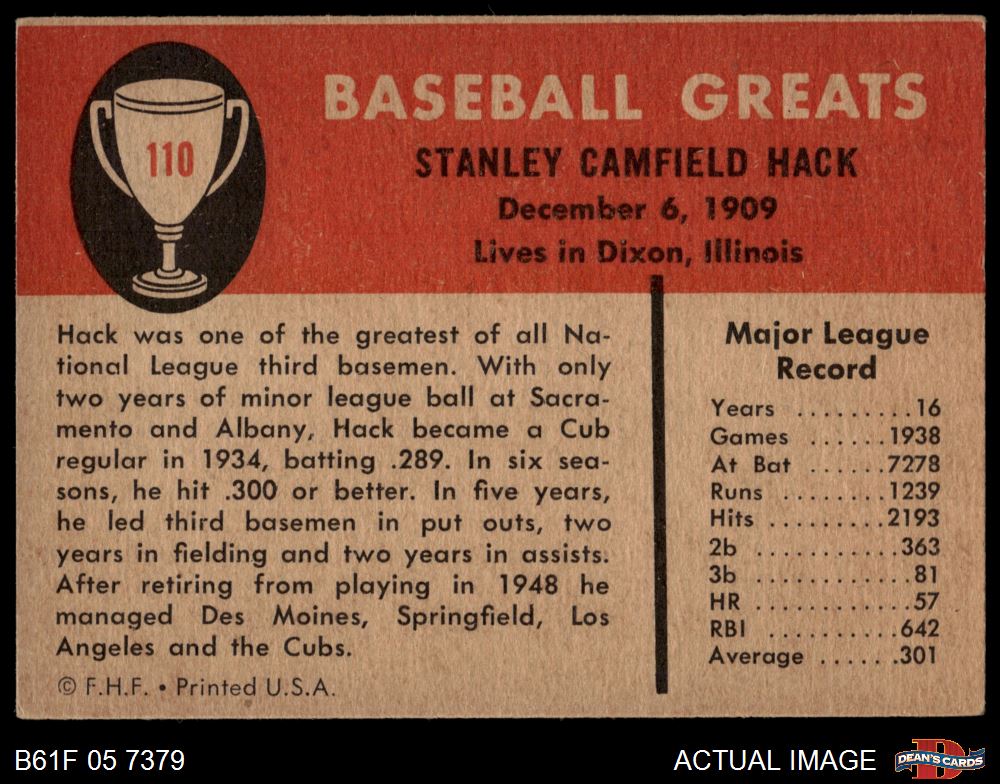 110
BASEBALL GREATS
STANLEY CAMFIELD HACK
December 6, 1909
Lives in Dixon, Illinois
Hack was one of the greatest of all Na-
tional League third basemen. With only
two years of minor league ball at Sacra-
mento and Albany, Hack became a Cub
regular in 1934, batting .289. In six sea-
sons, he hit .300 or better. In five years,
he led third basemen in put outs, two
years in fielding and two years in assists.
After retiring from playing in 1948 he
managed Des Moines, Springfield, Los
Angeles and the Cubs.
© F.H.F. • Printed U.S.A.
Major League
Record
Years .........16
Games ......1938
At Bat ......7278
Runs ........1239
Hits .........2193
2b ...........363
3b ............81
HR ............57
RBI ..........642
Average ......301
B61F 05 7379
ACTUAL IMAGE
DEAN'S CARDS